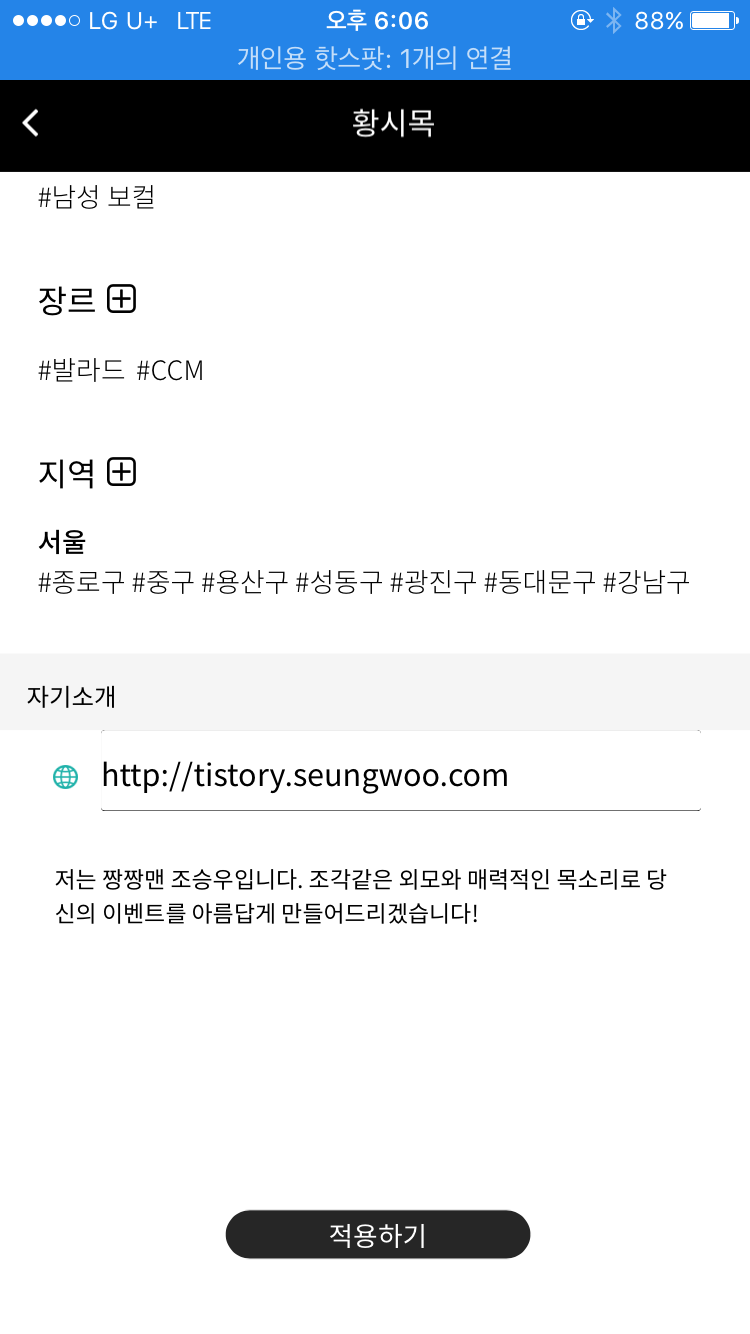 LG U+ LTE 오후 6:06 88%
개인용 핫스팟: 1개의 연결
황시목
#남성 보컬
장르
#발라드 #CCM
지역
서울
#종로구 #중구 #용산구 #성동구 #광진구 #동대문구 #강남구
자기소개
http://tistory.seungwoo.com
저는 짱짱맨 조승우입니다. 조각같은 외모와 매력적인 목소리로 당
신의 이벤트를 아름답게 만들어드리겠습니다!
적용하기